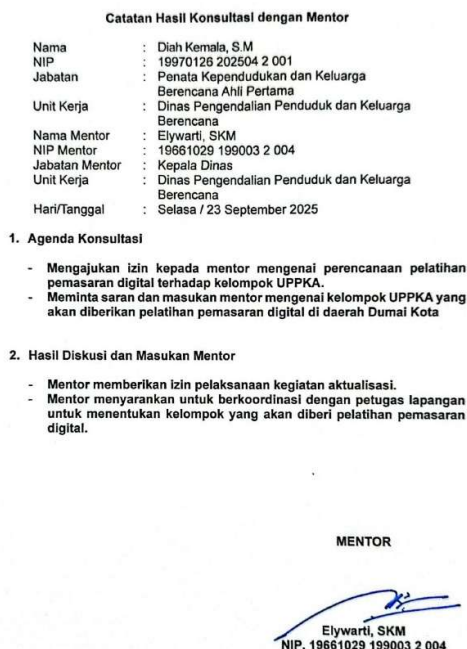 Catatan Hasil Konsultasi dengan Mentor
Nama : Diah Kemala, S.M
NIP : 19970126 202504 2 001
Jabatan : Penata Kependudukan dan Keluarga
Berencana Ahli Pertama
Unit Kerja : Dinas Pengendalian Penduduk dan Keluarga
Berencana
Nama Mentor : Elywarti, SKM
NIP Mentor : 19661029 199003 2 004
Jabatan Mentor : Kepala Dinas
Unit Kerja : Dinas Pengendalian Penduduk dan Keluarga
Berencana
Hari/Tanggal : Selasa / 23 September 2025
1. Agenda Konsultasi
- Mengajukan izin kepada mentor mengenai perencanaan pelatihan
pemasaran digital terhadap kelompok UPPKA.
- Meminta saran dan masukan mentor mengenai kelompok UPPKA yang
akan diberikan pelatihan pemasaran digital di daerah Dumai Kota
2. Hasil Diskusi dan Masukan Mentor
- Mentor memberikan izin pelaksanaan kegiatan aktualisasi.
- Mentor menyarankan untuk berkoordinasi dengan petugas lapangan
untuk menentukan kelompok yang akan diberi pelatihan pemasaran
digital.
MENTOR
Elywarti, SKM
NIP. 19661029 199003 2 004